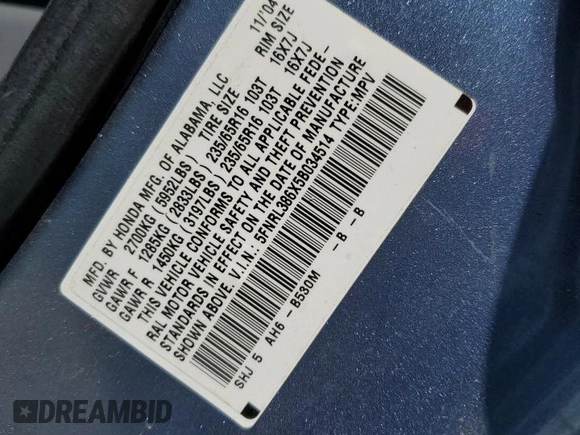 MFD. BY HONDA MFG. OF ALABAMA, LLC 11/'04
GVWR 2700KG (5952LBS) TIRE SIZE RIM SIZE
GAWR F 1285KG (2833LBS) 235/65R16 103T 16X7J
GAWR R 1450KG (3197LBS) 235/65R16 103T 16X7J
THIS VEHICLE CONFORMS TO ALL APPLICABLE FEDE-
RAL MOTOR VEHICLE SAFETY AND THEFT PREVENTION
STANDARDS IN EFFECT ON THE DATE OF MANUFACTURE
SHOWN ABOVE. V.I.N.: 5FNRL386X5B034514 TYPE:MPV
SHJ 5 AH6 - B530M -B -B
DREAMBID